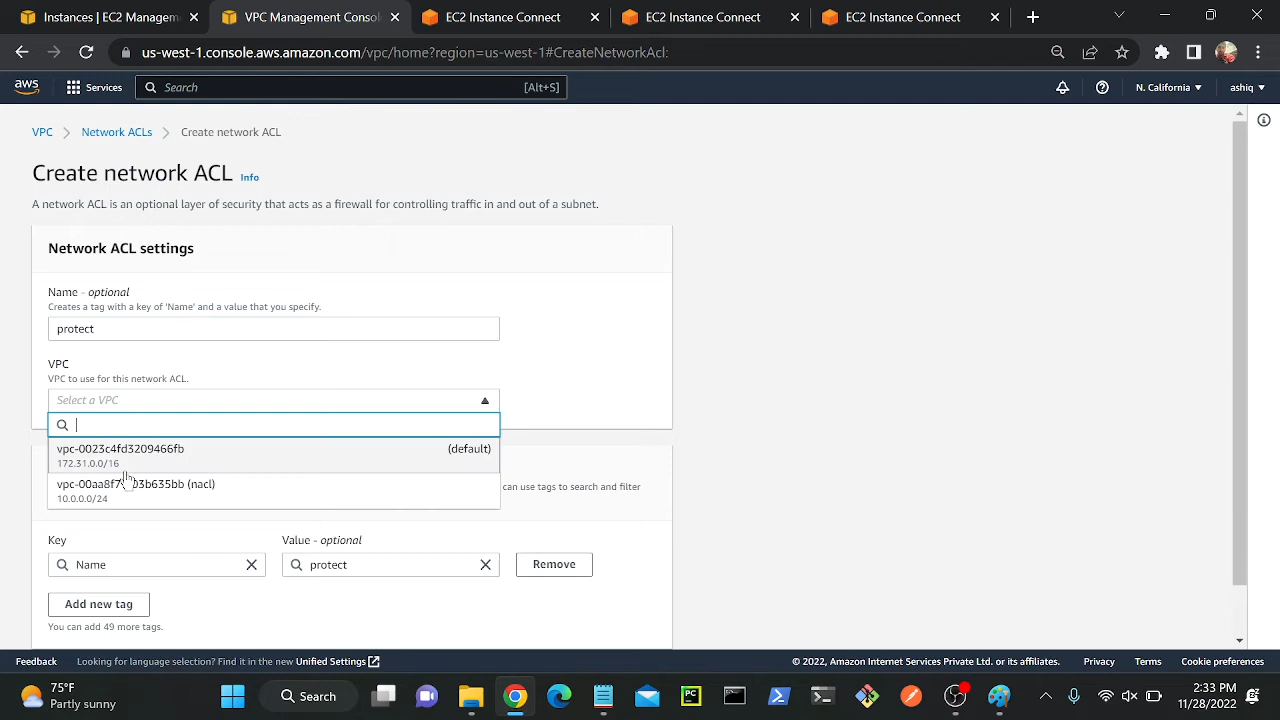 Instances | EC2 Managemen
VPC Management Conso
EC2 Instance Connect
EC2 Instance Connect
EC2 Instance Connect
us-west-1.console.aws.amazon.com/vpc/home?region=us-west-1#CreateNetworkAcl:
aws
Services
Search
[Alt+S]
N. California
ashiq
VPC
Network ACLs
Create network ACL
Create network ACL Info
A network ACL is an optional layer of security that acts as a firewall for controlling traffic in and out of a subnet.
Network ACL settings
Name - optional
Creates a tag with a key of 'Name' and a value that you specify.
protect
VPC
VPC to use for this network ACL.
Select a VPC
vpc-0023c4fd3209466fb (default)
172.31.0.0/16
(nacl)
10.0.0.0/24
can use tags to search and filter
Key
Value - optional
Name
protect
Remove
Add new tag
You can add 49 more tags.
Feedback
Looking for language selection? Find it in the new Unified Settings
© 2022, Amazon Internet Services Private Ltd. or its affiliates.
Privacy
Terms
Cookie preferences
75°F
Partly sunny
Search
PC
2:33 PM
11/28/2022